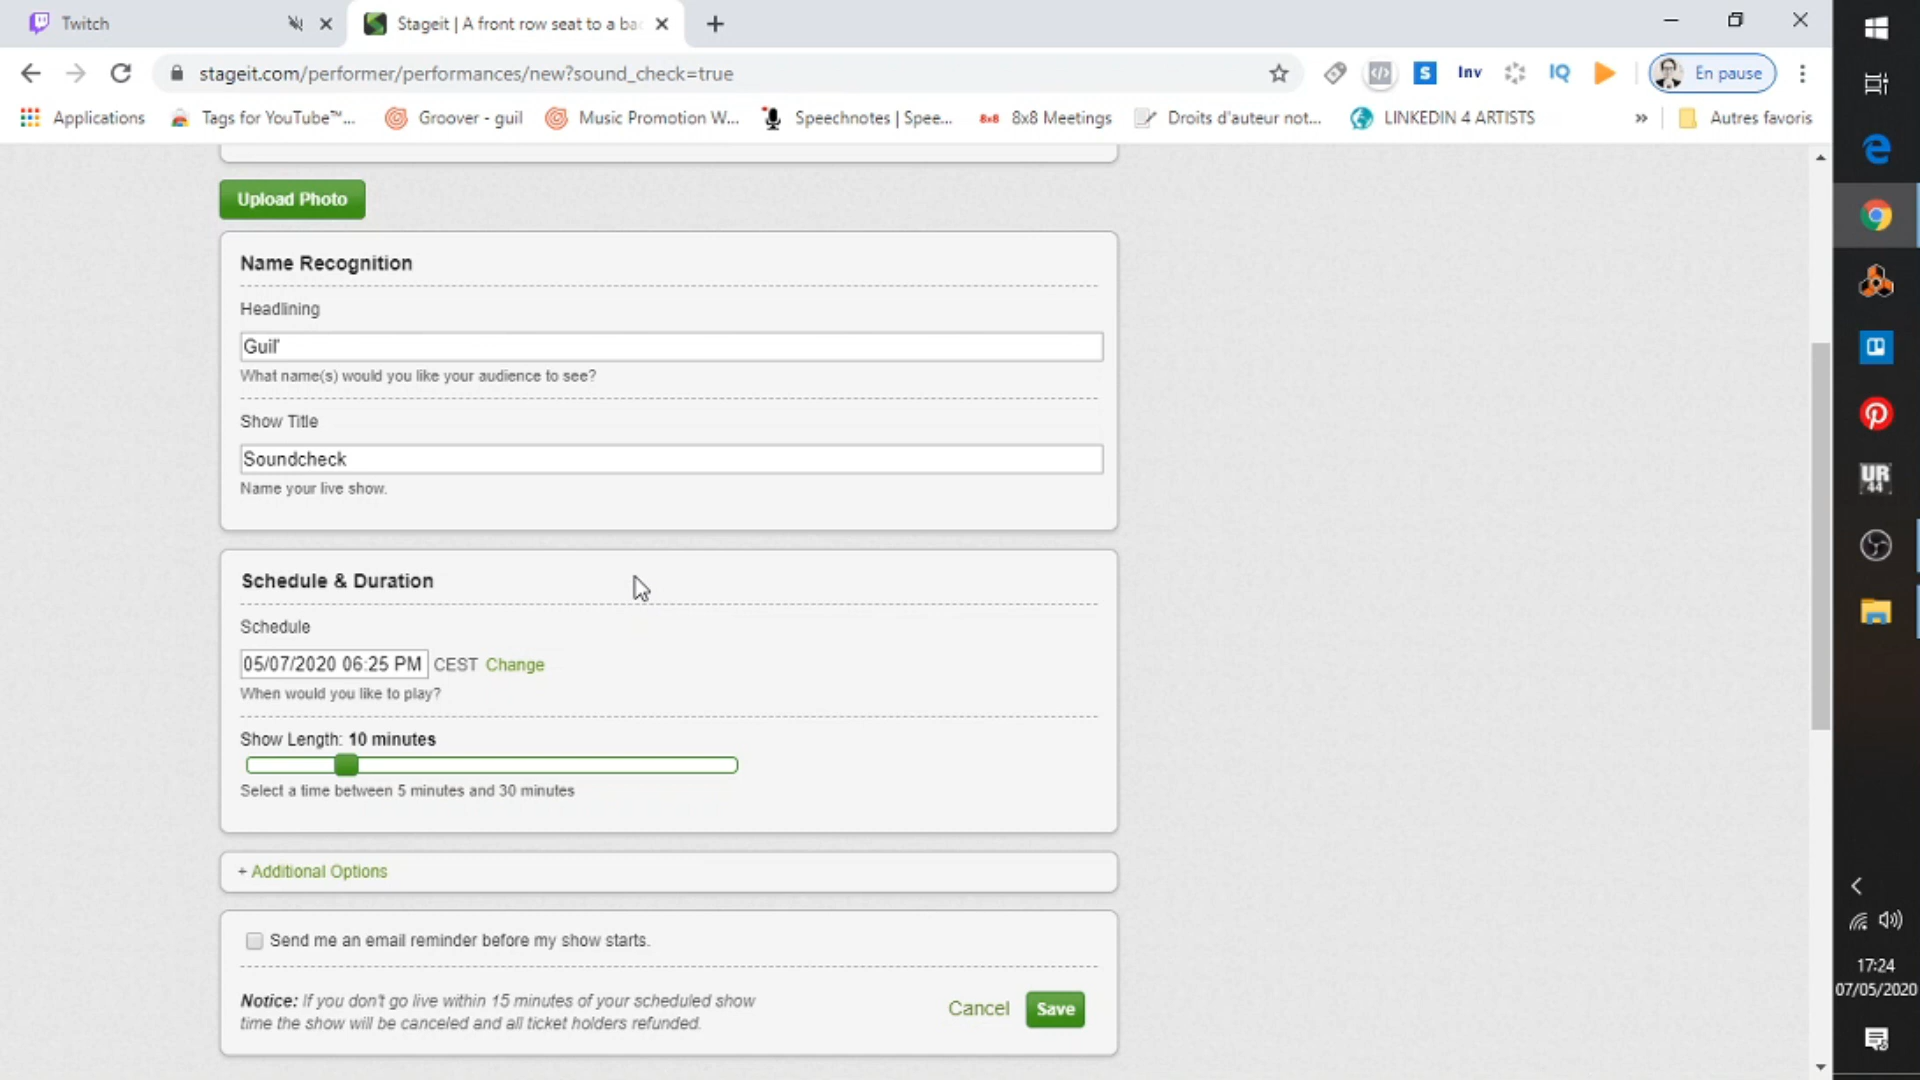 Twitch
Stageit | A front row seat to a ba
stageit.com/performer/performances/new?sound_check=true
S
Inv
IQ
En pause
Applications
Tags for YouTube™...
Groover - guil
Music Promotion W...
Speechnotes | Spee...
8x8 8x8 Meetings
Droits d'auteur not...
LINKEDIN 4 ARTISTS
»
Autres favoris
Upload Photo
Name Recognition
Headlining
Guil'
What name(s) would you like your audience to see?
Show Title
Soundcheck
Name your live show.
Schedule & Duration
Schedule
05/07/2020 06:25 PM CEST Change
When would you like to play?
Show Length: 10 minutes
Select a time between 5 minutes and 30 minutes
+ Additional Options
Send me an email reminder before my show starts.
Notice: If you don't go live within 15 minutes of your scheduled show
time the show will be canceled and all ticket holders refunded.
Cancel
Save
UR
44
17:24
07/05/2020